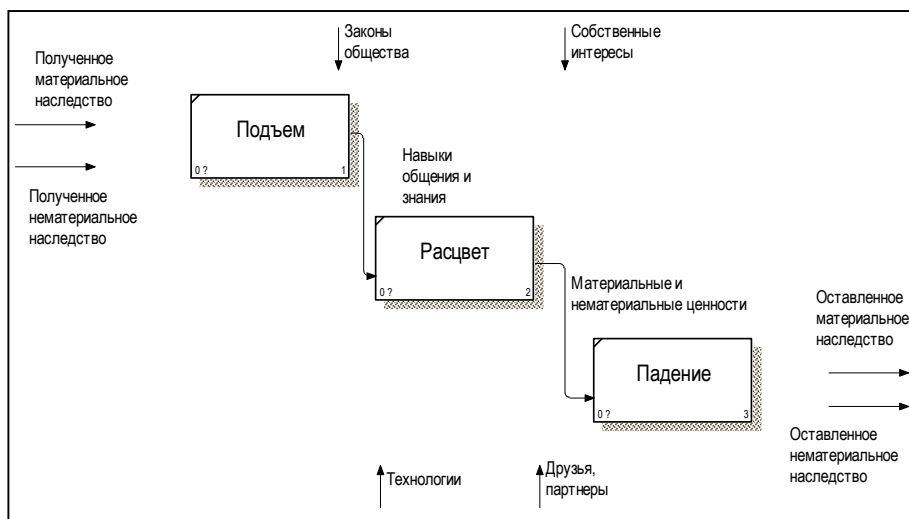 Законы
общества
Собственные
интересы
Полученное
материальное
наследство
Подъем
0 ?
1
Полученное
нематериальное
наследство
Навыки
общения и
знания
Расцвет
0 ?
2
Материальные и
нематериальные ценности
Оставленное
материальное
наследство
Падение
0 ?
3
Оставленное
нематериальное
наследство
Технологии
Друзья,
партнеры